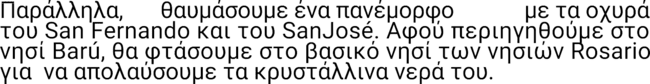 Παράλληλα, θαυμάσουμε ένα πανέμορφο με τα οχυρά
του San Fernando και του SanJosé. Αφού περιηγηθούμε στο
νησί Barú, θα φτάσουμε στο βασικό νησί των νησιών Rosario
για να απολαύσουμε τα κρυστάλλινα νερά του.